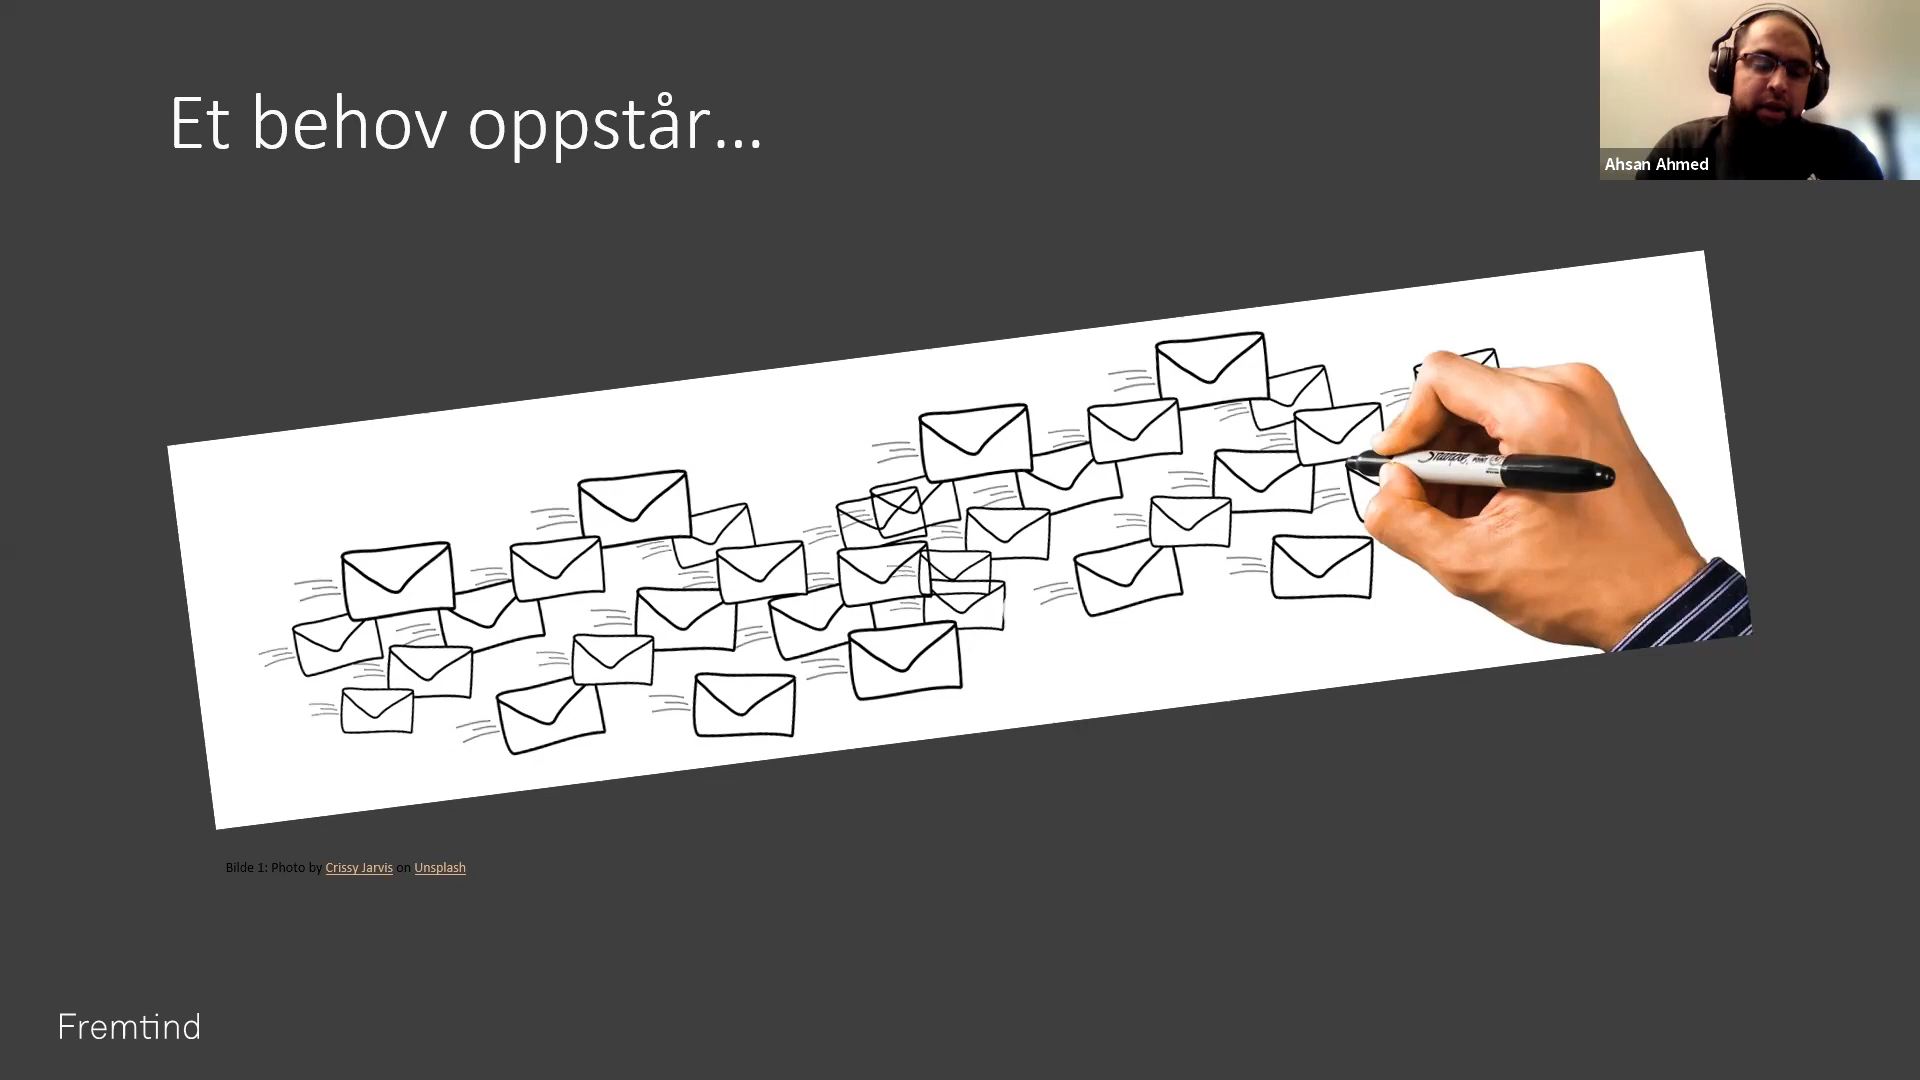 Et behov oppstår...
Ahsan Ahmed
Bilde 1: Photo by Crissy Jarvis on Unsplash
Fremtind